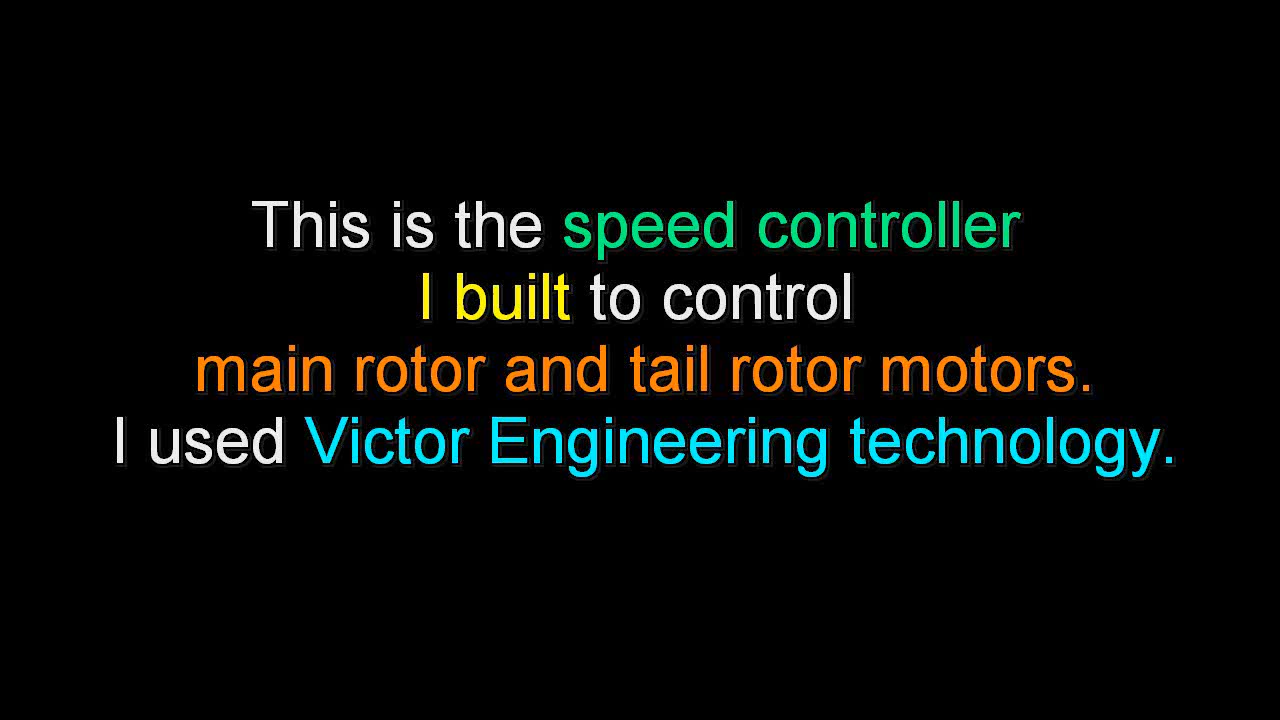 This is the speed controller
I built to control
main rotor and tail rotor motors.
I used Victor Engineering technology.